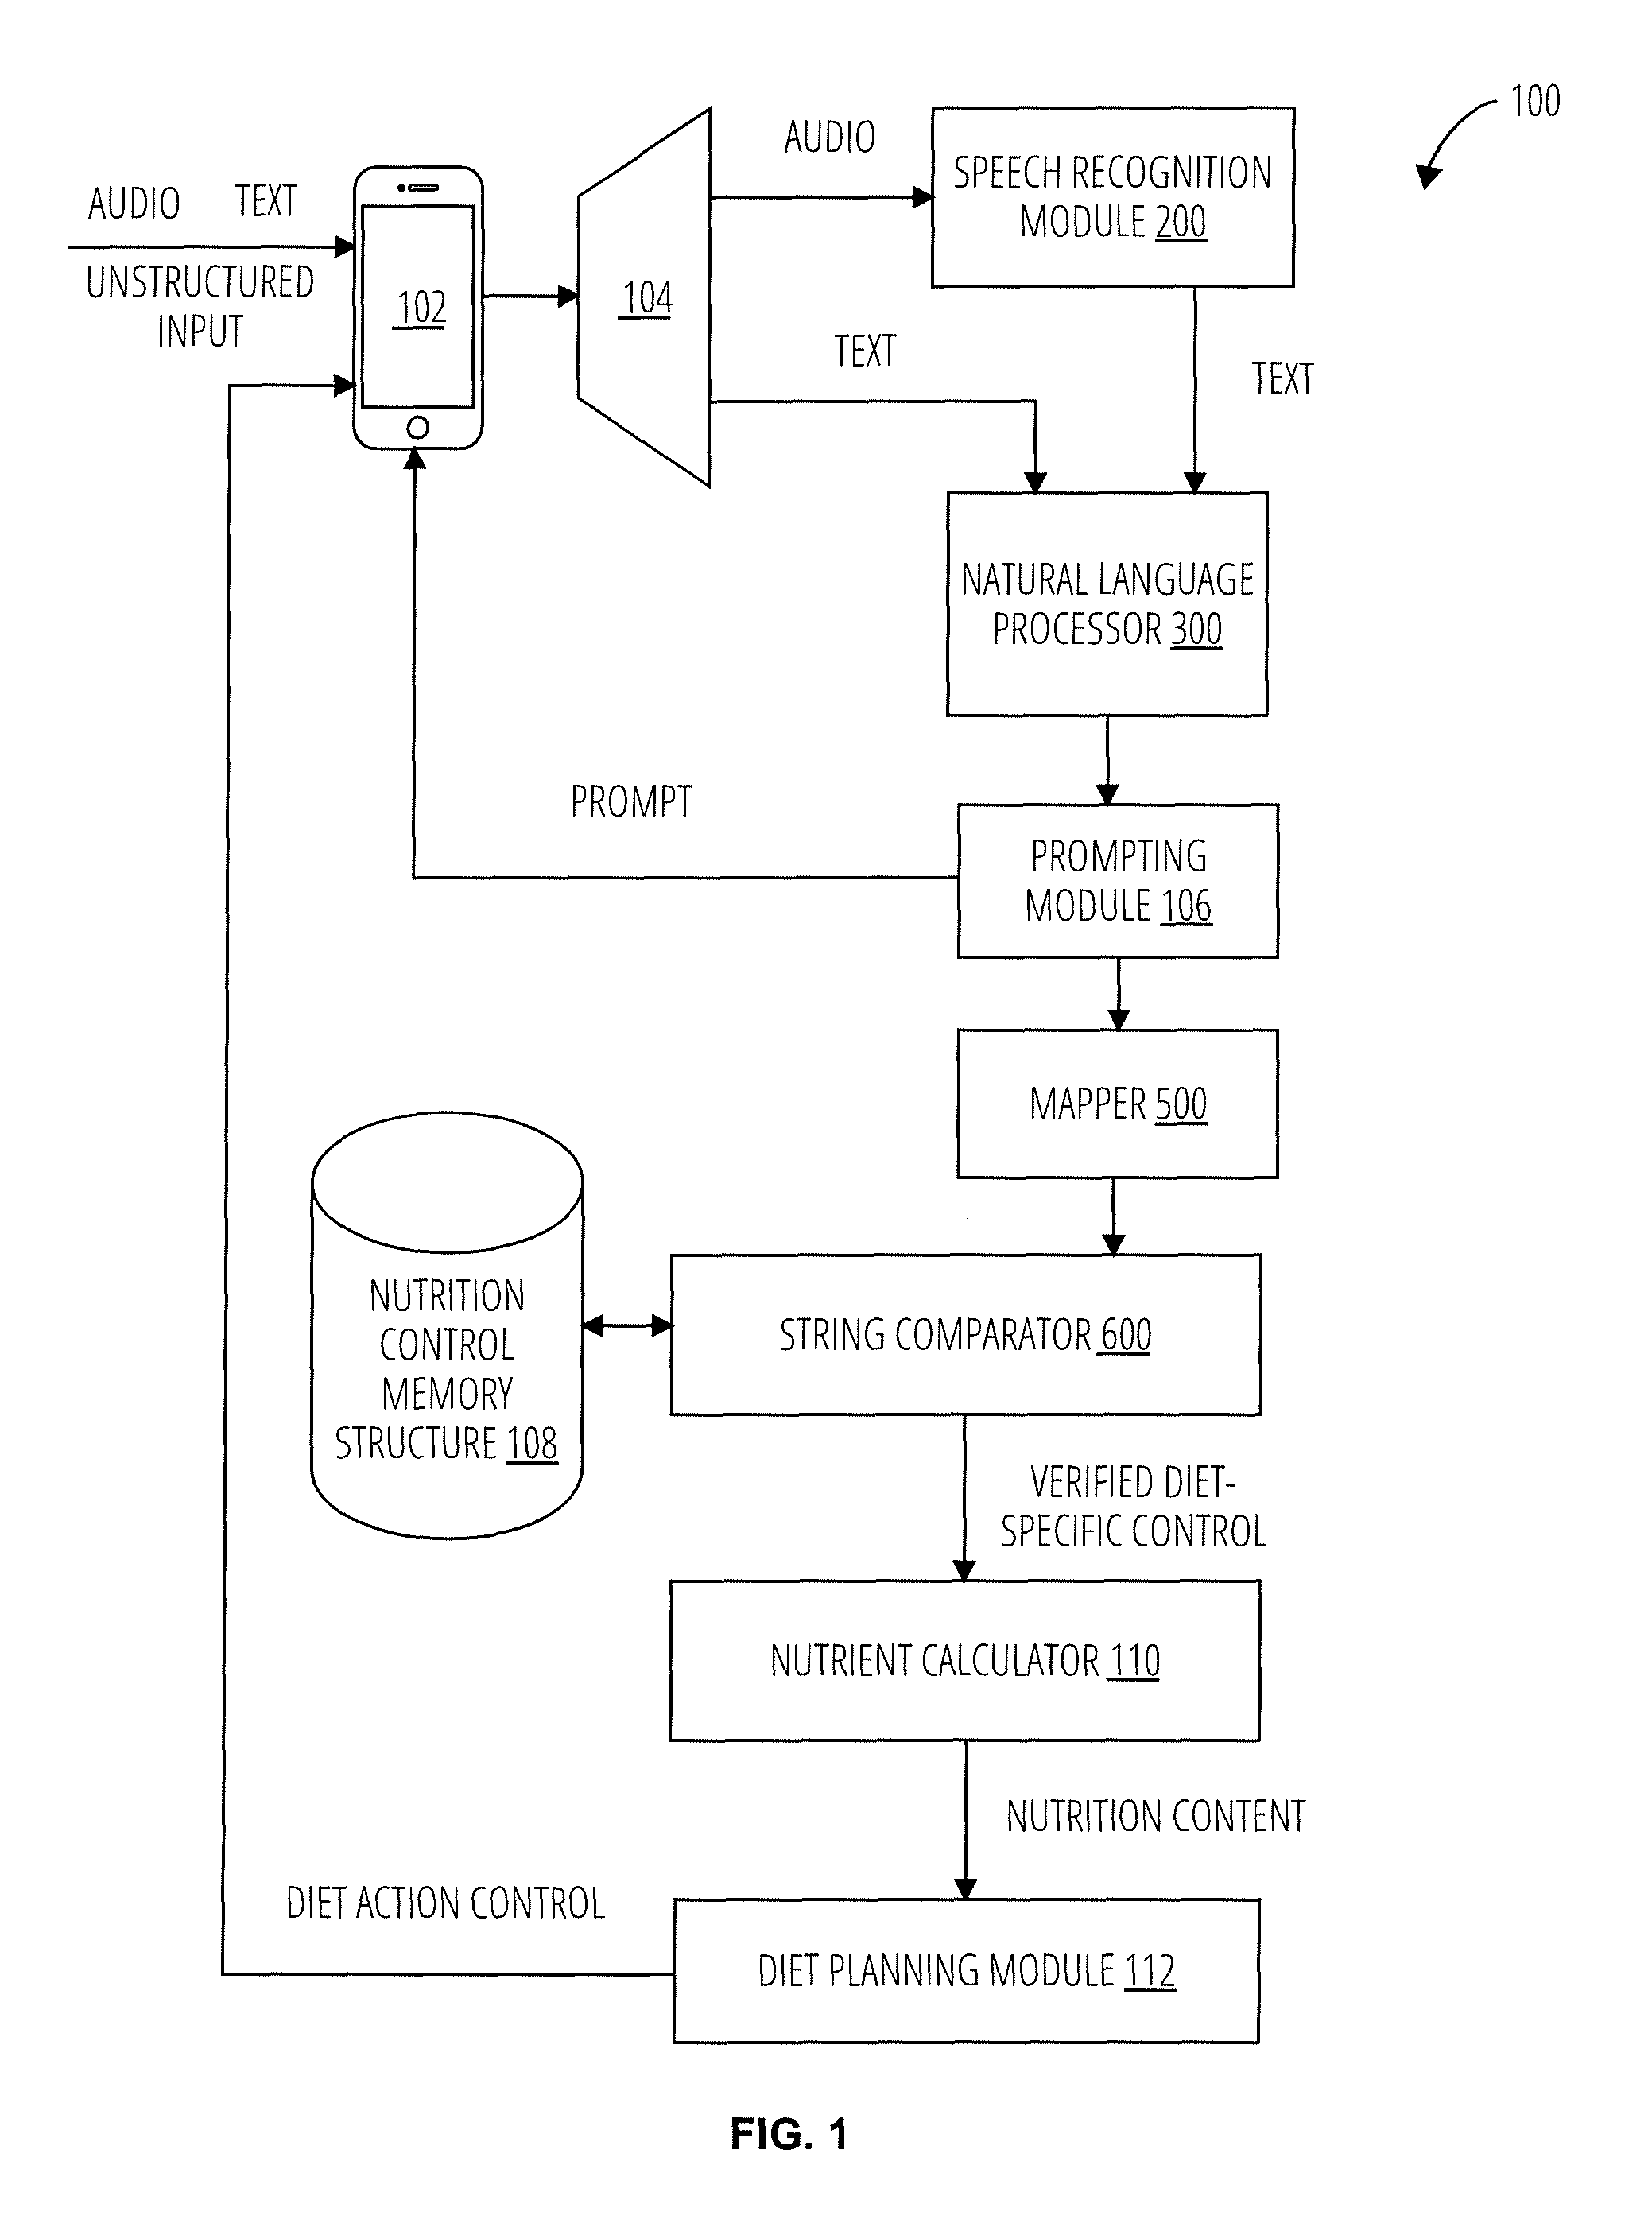 100
AUDIO
SPEECH RECOGNITION
MODULE 200
AUDIO TEXT
UNSTRUCTURED
INPUT
102
104
TEXT
TEXT
NATURAL LANGUAGE
PROCESSOR 300
PROMPT
PROMPTING
MODULE 106
MAPPER 500
NUTRITION
CONTROL
MEMORY
STRUCTURE 108
STRING COMPARATOR 600
VERIFIED DIET-
SPECIFIC CONTROL
NUTRIENT CALCULATOR 110
NUTRITION CONTENT
DIET ACTION CONTROL
DIET PLANNING MODULE 112
FIG. 1